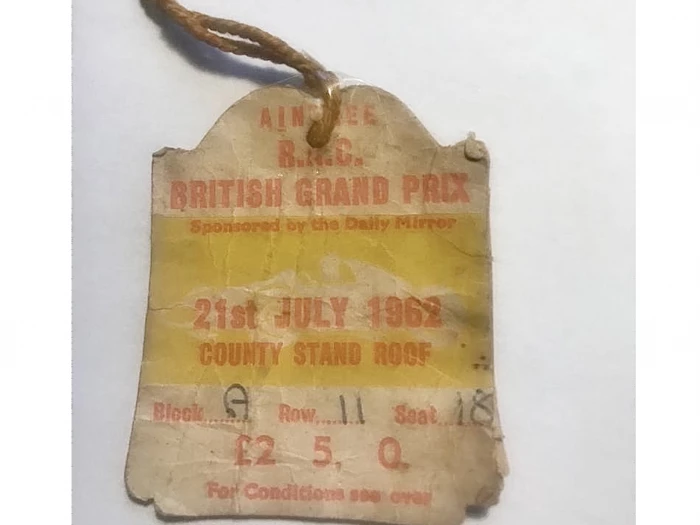 AINTREE
R.A.C.
BRITISH GRAND PRIX
Sponsored by the Daily Mirror
21st JULY 1962
COUNTY STAND ROOF
Block......A Row.....11 Seat...18
£2 5. 0.
For Conditions see over